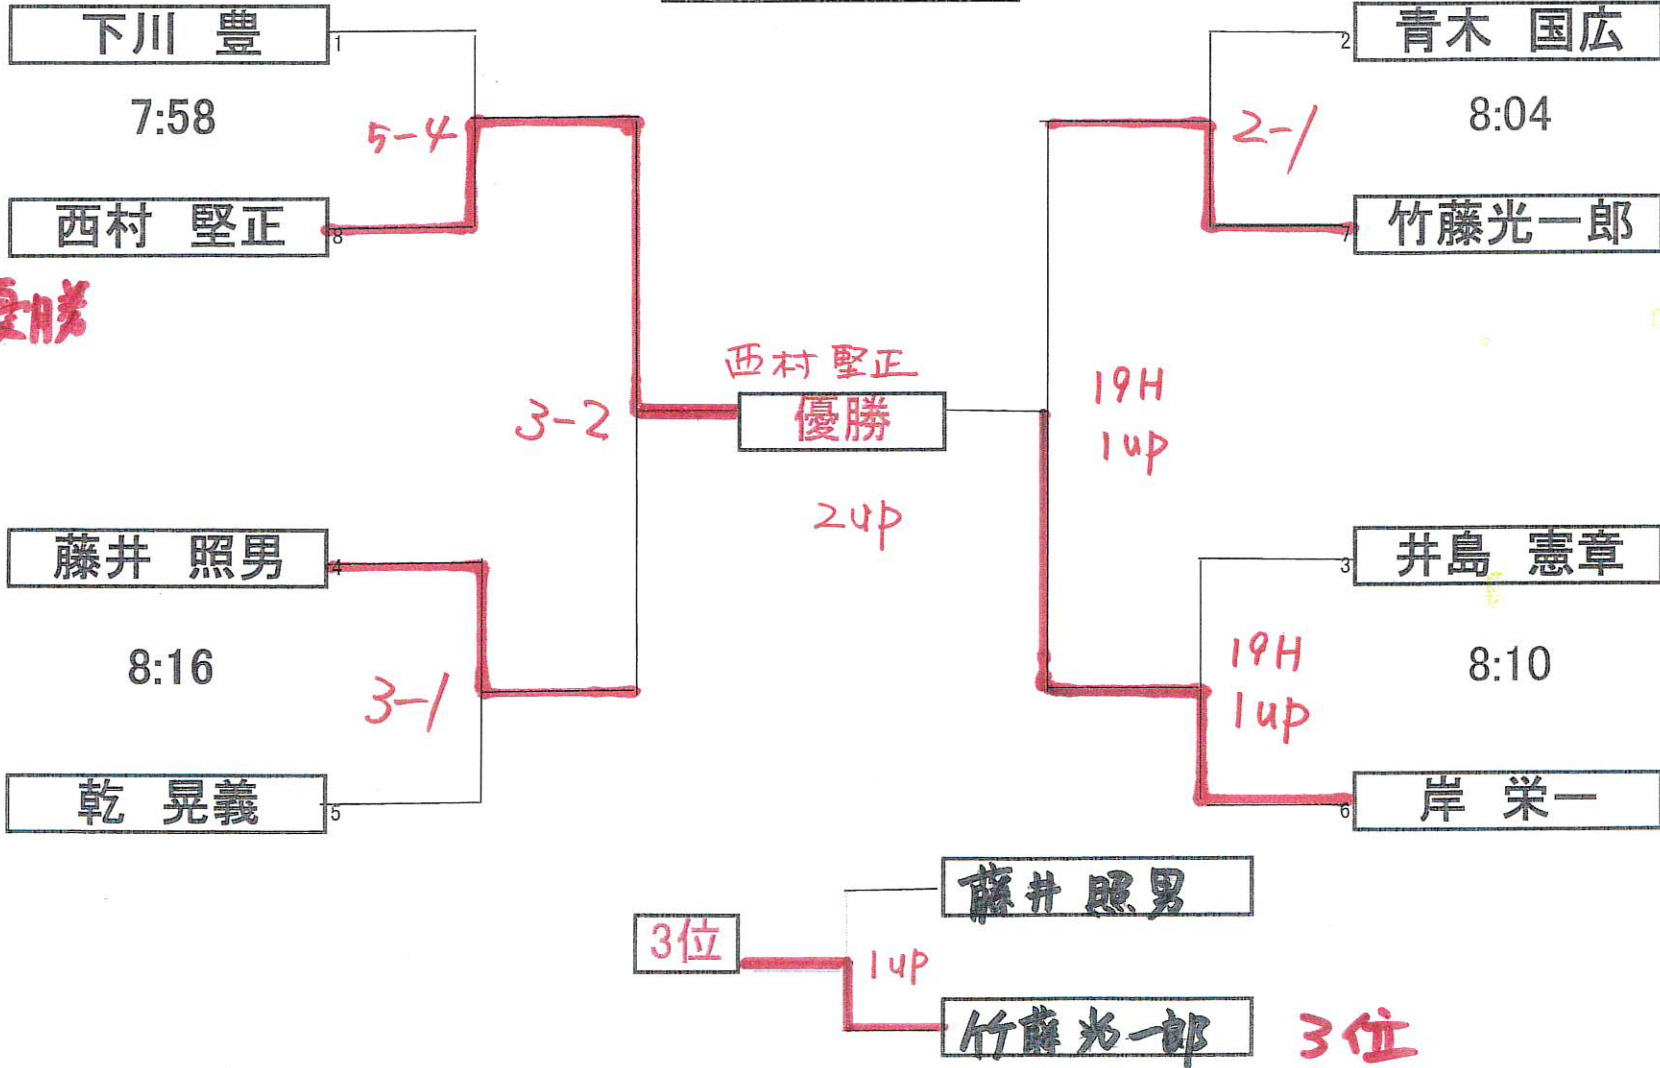 下川 豊
1
7:58
5-4
西村 堅正
8
優勝
青木 国広
2
8:04
2-1
竹藤光一郎
7
西村 堅正
優勝
2up
3-2
19H
1up
藤井 照男
4
8:16
3-1
乾 晃義
5
井島 憲章
3
8:10
19H
1up
岸 栄一
6
藤井 照男
3位
1up
竹藤光一郎
3位